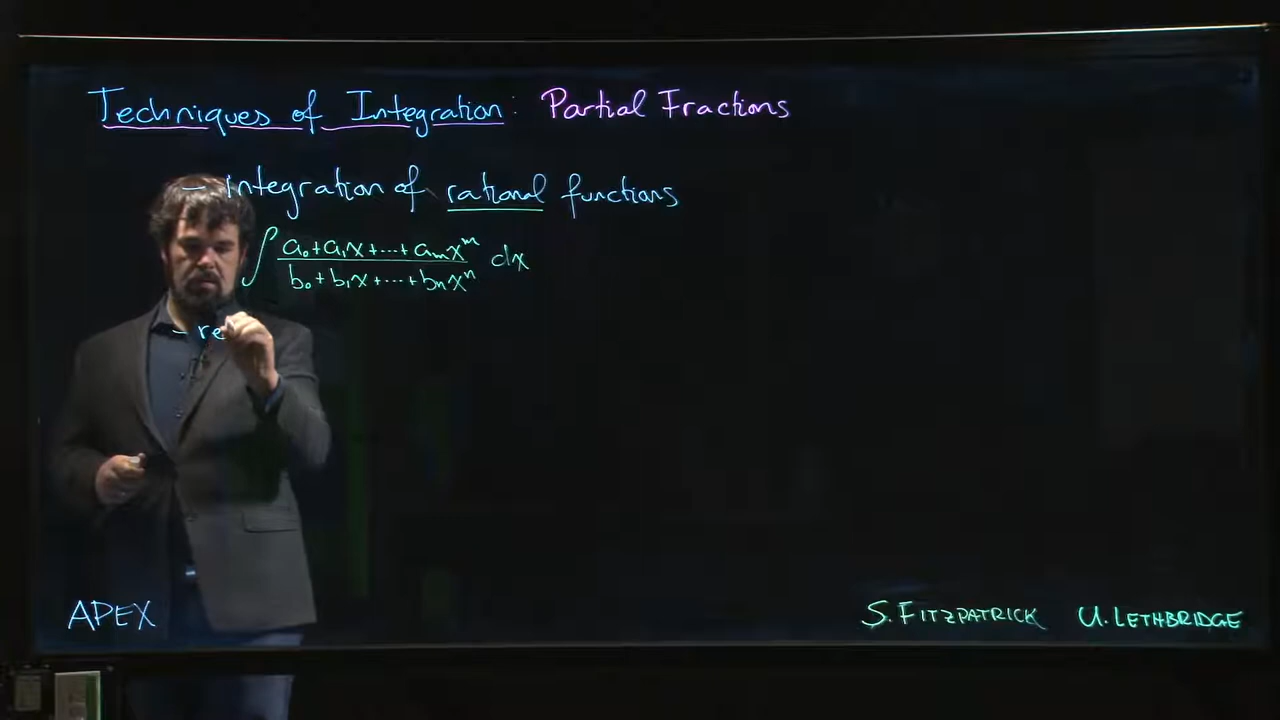 Techniques of Integration: Partial Fractions
- integration of rational functions
∫ (a₀+a₁x+⋯+aₘxᵐ)/(b₀+b₁x+⋯+bₙxⁿ) dx
- re
APEX
S. FITZPATRICK U. LETHBRIDGE